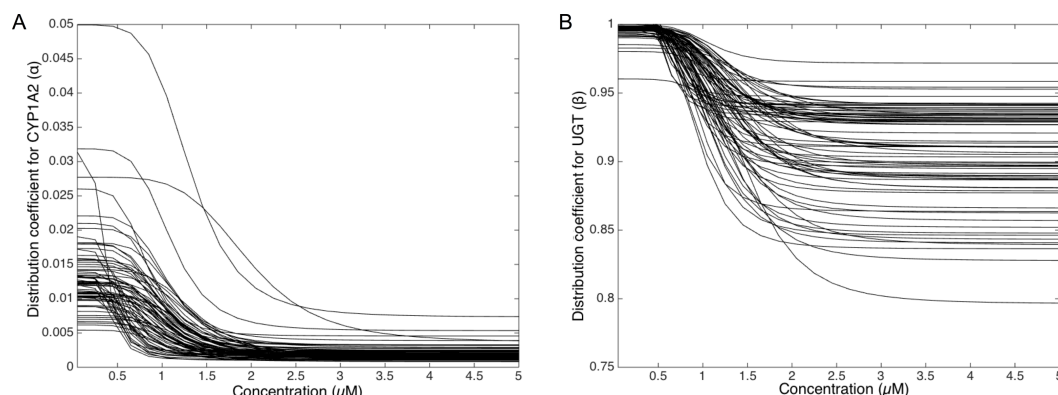 A
B
Distribution coefficient for CYP1A2 (α)
0.05
0.045
0.04
0.035
0.03
0.025
0.02
0.015
0.01
0.005
0
0.5 1 1.5 2 2.5 3 3.5 4 4.5 5
Concentration (µM)
Distribution coefficient for UGT (β)
1
0.95
0.9
0.85
0.8
0.75
0.5 1 1.5 2 2.5 3 3.5 4 4.5 5
Concentration (µM)